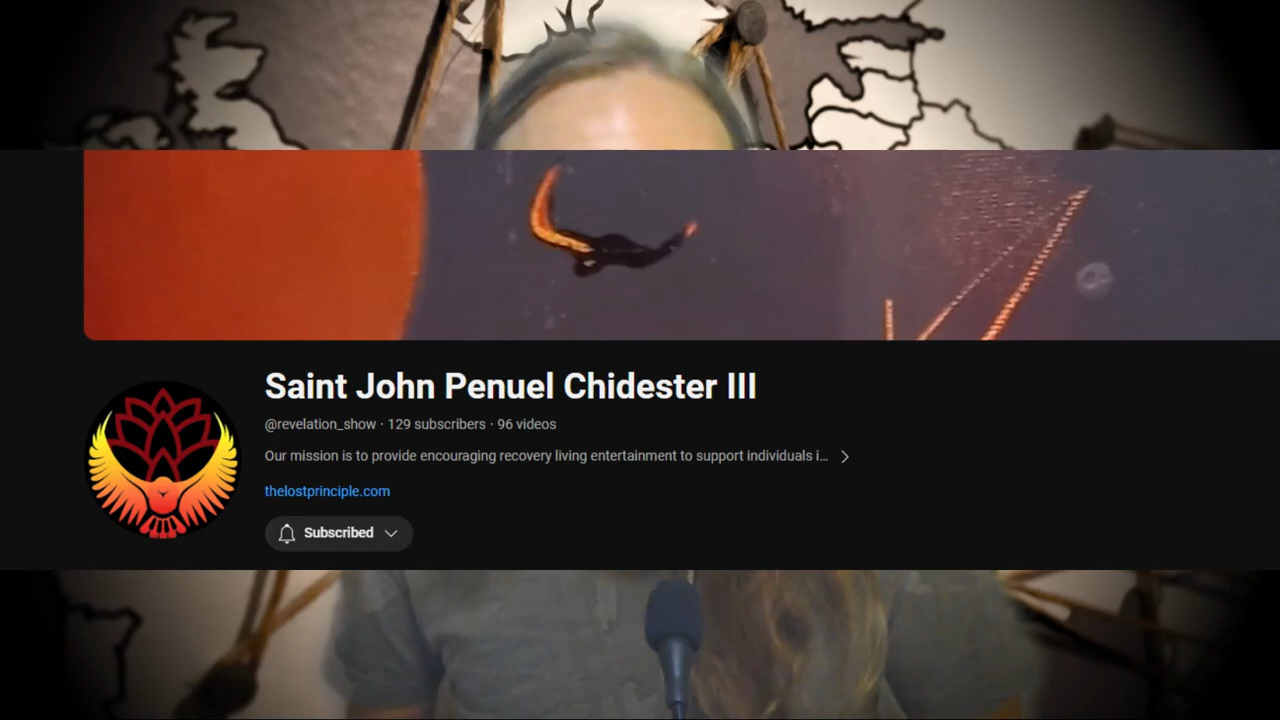 Saint John Penuel Chidester III
@revelation_show · 129 subscribers · 96 videos
Our mission is to provide encouraging recovery living entertainment to support individuals i...
thelostprinciple.com
Subscribed